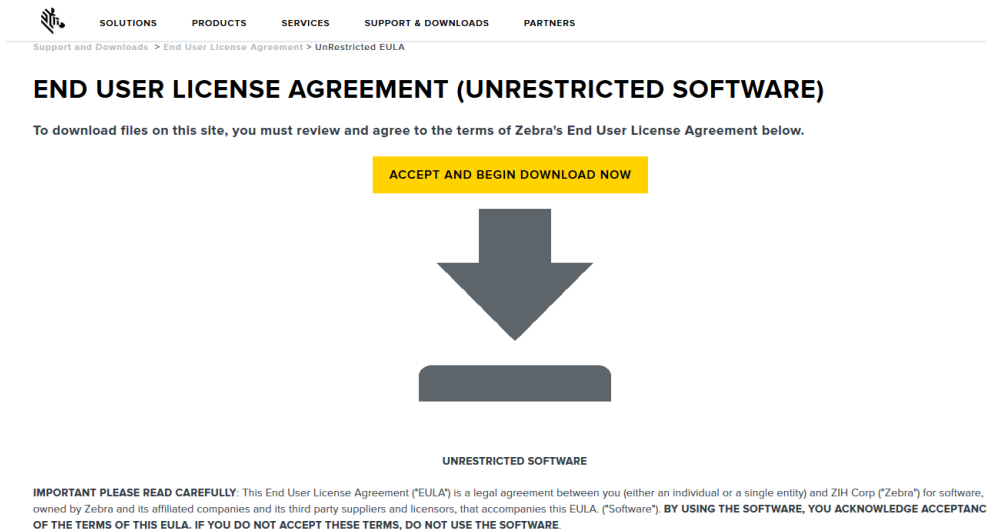 SOLUTIONS PRODUCTS SERVICES SUPPORT & DOWNLOADS PARTNERS
Support and Downloads > End User License Agreement > UnRestricted EULA
END USER LICENSE AGREEMENT (UNRESTRICTED SOFTWARE)
To download files on this site, you must review and agree to the terms of Zebra's End User License Agreement below.
ACCEPT AND BEGIN DOWNLOAD NOW
UNRESTRICTED SOFTWARE
IMPORTANT PLEASE READ CAREFULLY: This End User License Agreement ("EULA") is a legal agreement between you (either an individual or a single entity) and ZIH Corp ("Zebra") for software,
owned by Zebra and its affiliated companies and its third party suppliers and licensors, that accompanies this EULA. ("Software"). BY USING THE SOFTWARE, YOU ACKNOWLEDGE ACCEPTANC
OF THE TERMS OF THIS EULA. IF YOU DO NOT ACCEPT THESE TERMS, DO NOT USE THE SOFTWARE.